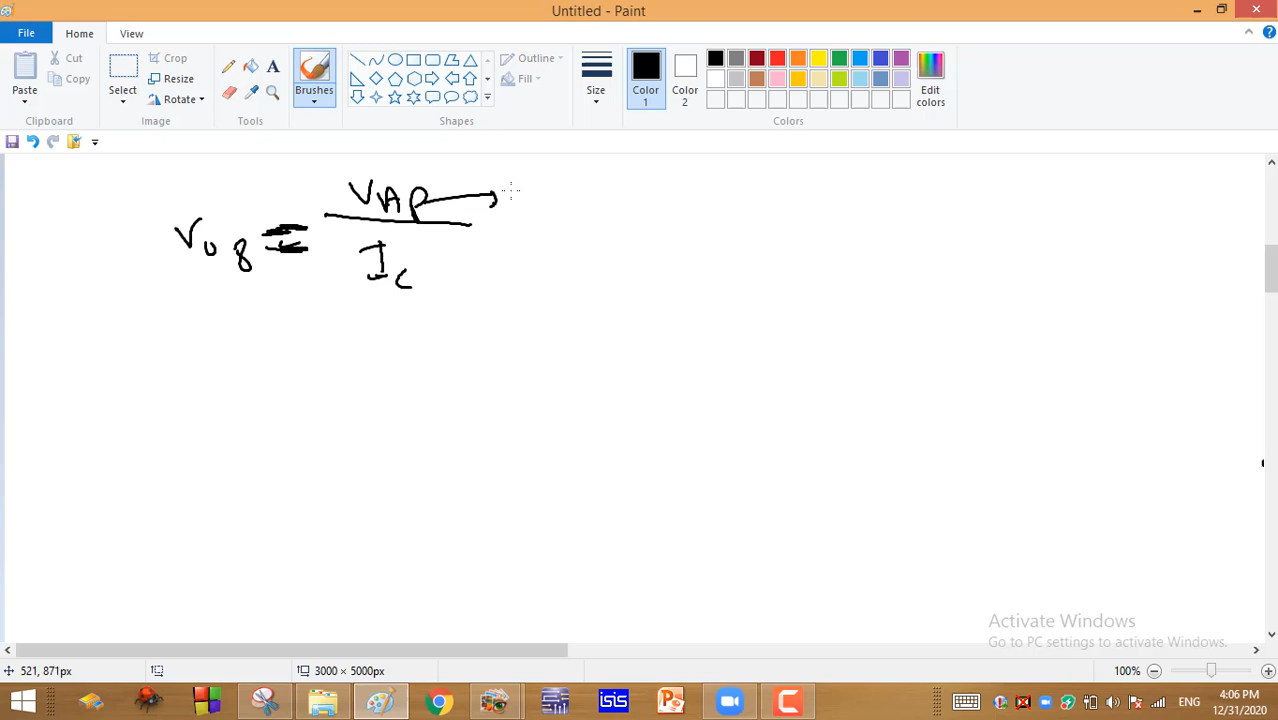 Untitled - Paint
File
Home
View
Paste
Cut
Copy
Clipboard
Select
Crop
Resize
Rotate
Image
Tools
Brushes
Outline
Fill
Shapes
Size
Color 1
Color 2
Edit colors
Colors
VAP
Vo8 =
Ic
Activate Windows
Go to PC settings to activate Windows.
521, 871px
3000 × 5000px
100%
isis
ENG
4:06 PM
12/31/2020